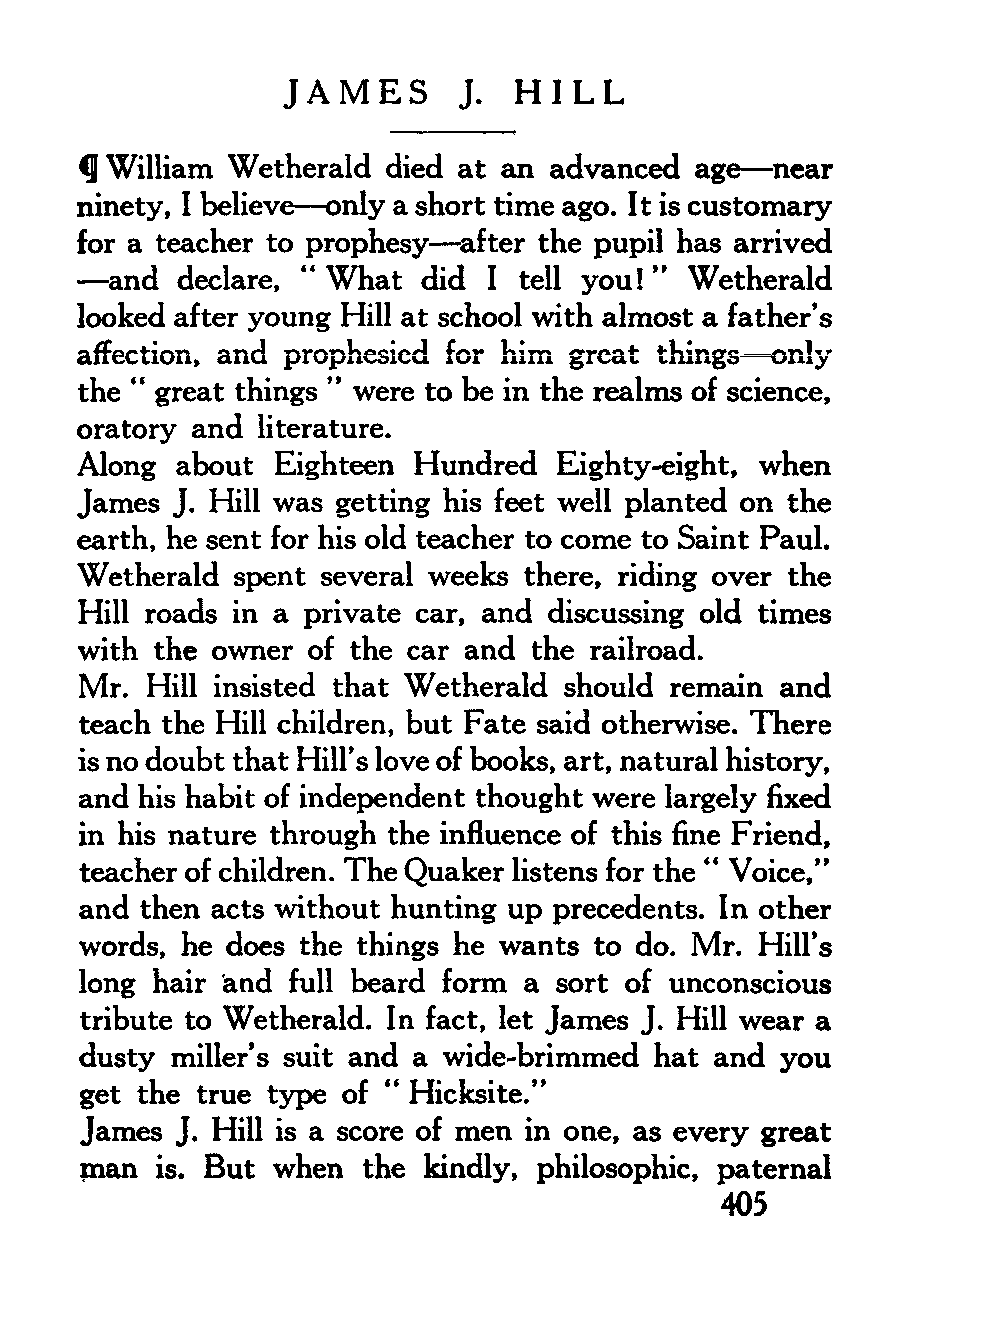 JAMES J. HILL
¶ William Wetherald died at an advanced age—near
ninety, I believe—only a short time ago. It is customary
for a teacher to prophesy—after the pupil has arrived
—and declare, “ What did I tell you! ” Wetherald
looked after young Hill at school with almost a father’s
affection, and prophesied for him great things—only
the “ great things ” were to be in the realms of science,
oratory and literature.
Along about Eighteen Hundred Eighty-eight, when
James J. Hill was getting his feet well planted on the
earth, he sent for his old teacher to come to Saint Paul.
Wetherald spent several weeks there, riding over the
Hill roads in a private car, and discussing old times
with the owner of the car and the railroad.
Mr. Hill insisted that Wetherald should remain and
teach the Hill children, but Fate said otherwise. There
is no doubt that Hill’s love of books, art, natural history,
and his habit of independent thought were largely fixed
in his nature through the influence of this fine Friend,
teacher of children. The Quaker listens for the “ Voice,”
and then acts without hunting up precedents. In other
words, he does the things he wants to do. Mr. Hill’s
long hair and full beard form a sort of unconscious
tribute to Wetherald. In fact, let James J. Hill wear a
dusty miller’s suit and a wide-brimmed hat and you
get the true type of “ Hicksite.”
James J. Hill is a score of men in one, as every great
man is. But when the kindly, philosophic, paternal
405